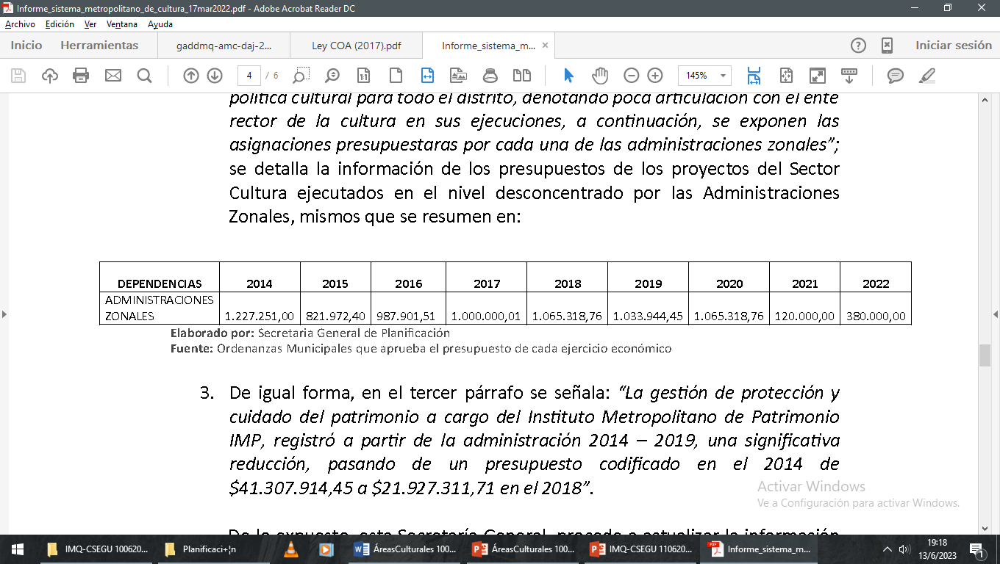 Informe_sistema_metropolitano_de_cultura_17mar2022.pdf - Adobe Acrobat Reader DC
Archivo Edición Ver Ventana Ayuda
Inicio Herramientas gaddmq-amc-daj-2... Ley COA (2017).pdf Informe_sistema_m... × Iniciar sesión
4 / 6 145%
política cultural para todo el distrito, denotando poca articulación con el ente
rector de la cultura en sus ejecuciones, a continuación, se exponen las
asignaciones presupuestaras por cada una de las administraciones zonales”;
se detalla la información de los presupuestos de los proyectos del Sector
Cultura ejecutados en el nivel desconcentrado por las Administraciones
Zonales, mismos que se resumen en:
DEPENDENCIAS 2014 2015 2016 2017 2018 2019 2020 2021 2022
ADMINISTRACIONES
ZONALES 1.227.251,00 821.972,40 987.901,51 1.000.000,01 1.065.318,76 1.033.944,45 1.065.318,76 120.000,00 380.000,00
Elaborado por: Secretaria General de Planificación
Fuente: Ordenanzas Municipales que aprueba el presupuesto de cada ejercicio económico
3. De igual forma, en el tercer párrafo se señala: “La gestión de protección y
cuidado del patrimonio a cargo del Instituto Metropolitano de Patrimonio
IMP, registró a partir de la administración 2014 – 2019, una significativa
reducción, pasando de un presupuesto codificado en el 2014 de
$41.307.914,45 a $21.927.311,71 en el 2018”.
Activar Windows
Ve a Configuración para activar Windows.
De lo expuesto, esta Secretaría General, procede a actualizar la información
IMQ-CSEGU 100620... Planificaci+¦n ÁreasCulturales 100... ÁreasCulturales 100... IMQ-CSEGU 110620... Informe_sistema_m...
19:18
13/6/2023
1